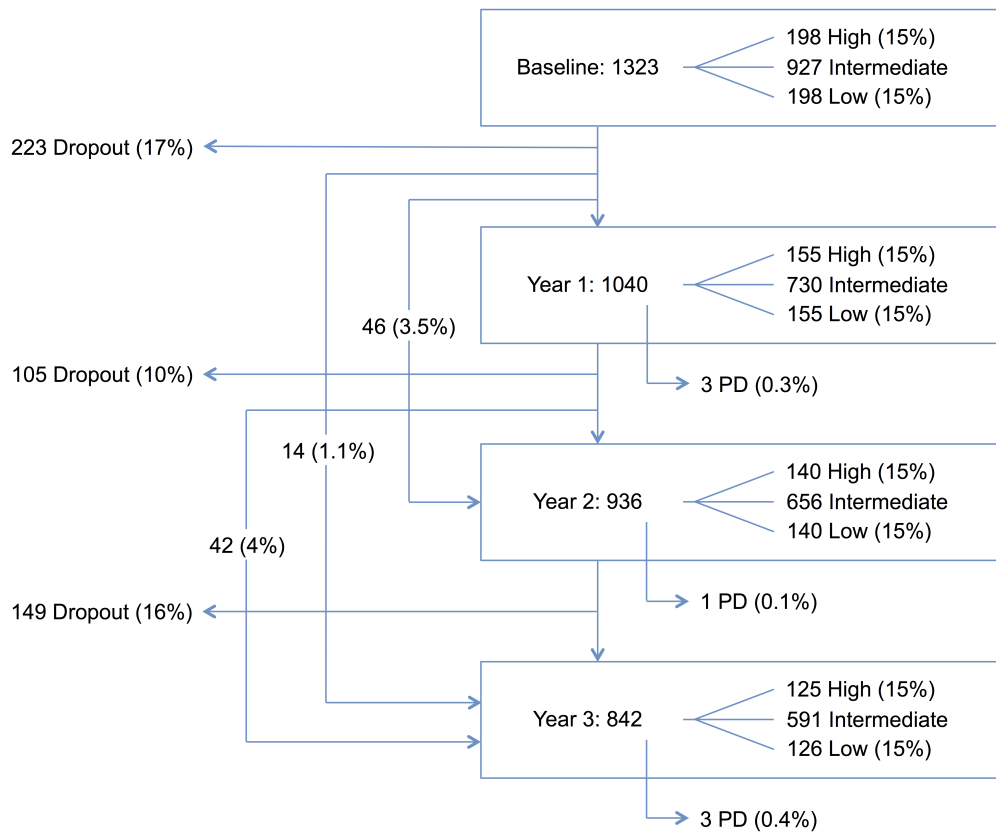 Baseline: 1323
198 High (15%)
927 Intermediate
198 Low (15%)
223 Dropout (17%)
Year 1: 1040
155 High (15%)
730 Intermediate
155 Low (15%)
46 (3.5%)
105 Dropout (10%)
3 PD (0.3%)
14 (1.1%)
Year 2: 936
140 High (15%)
656 Intermediate
140 Low (15%)
42 (4%)
149 Dropout (16%)
1 PD (0.1%)
Year 3: 842
125 High (15%)
591 Intermediate
126 Low (15%)
3 PD (0.4%)